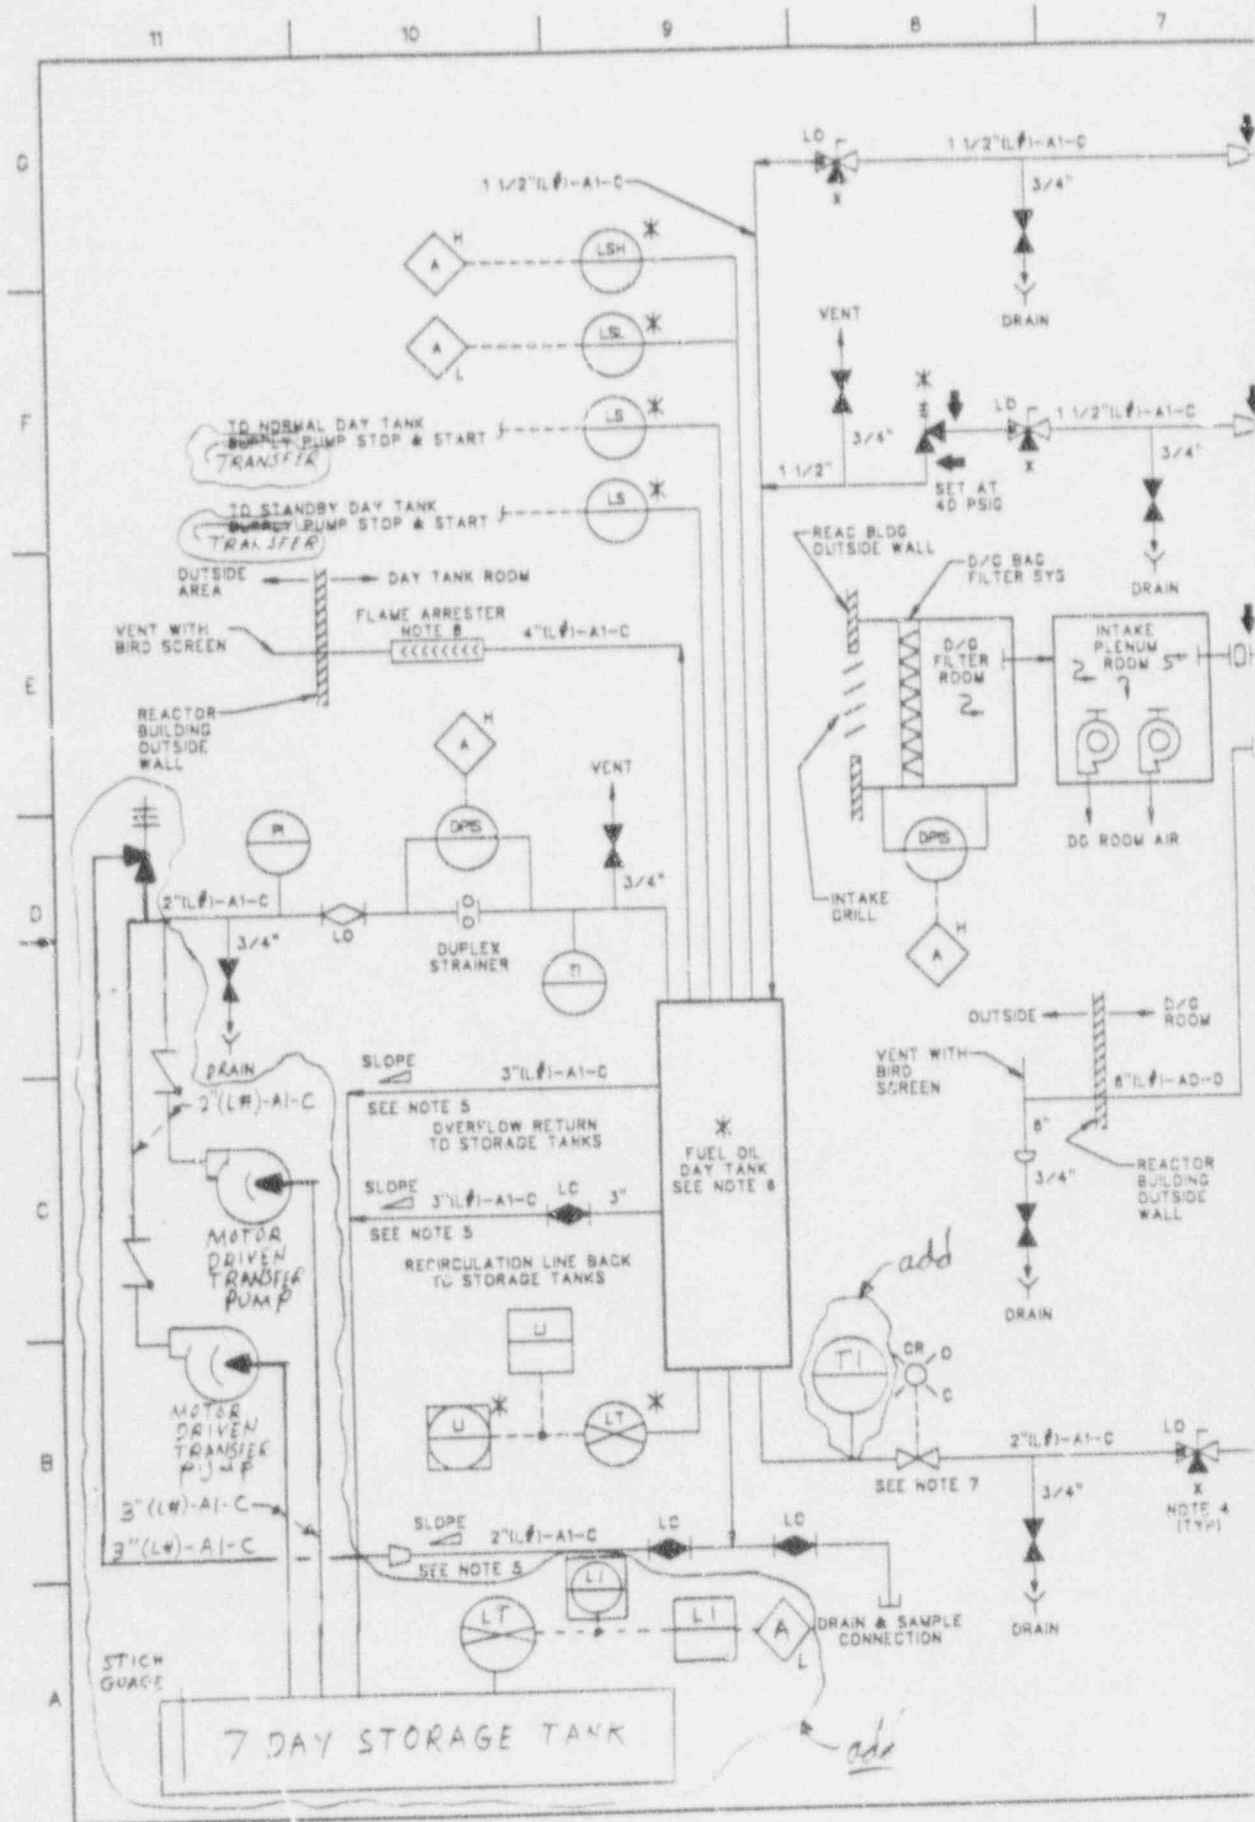 11
10
9
8
7
G
LO
1 1/2"(L#)-A1-C
1 1/2"(L#)-A1-C
3/4"
X
H
A
LSH
DRAIN
VENT
A
LSL
L
F
TO NORMAL DAY TANK
SUPPLY PUMP STOP & START
TRANSFER
LS
LO
1 1/2"(L#)-A1-C
3/4"
X
3/4"
1 1/2"
SET AT
40 PSIG
TO STANDBY DAY TANK
SUPPLY PUMP STOP & START
TRANSFER
LS
REAC BLDG
OUTSIDE WALL
D/G BAG
FILTER SYS
DRAIN
OUTSIDE
AREA
DAY TANK ROOM
FLAME ARRESTER
NOTE 8
4"(L#)-A1-C
VENT WITH
BIRD SCREEN
E
D/G
FILTER
ROOM
INTAKE
PLENUM
ROOM
REACTOR
BUILDING
OUTSIDE
WALL
H
A
VENT
DPIS
PI
DPIS
DG ROOM AIR
3/4"
INTAKE
GRILL
D
2"(L#)-A1-C
3/4"
LO
DUPLEX
STRAINER
TI
H
A
OUTSIDE
D/G
ROOM
DRAIN
SLOPE
3"(L#)-A1-C
VENT WITH
BIRD
SCREEN
8"(L#)-AD-D
2"(L#)-A1-C
SEE NOTE 5
OVERFLOW RETURN
TO STORAGE TANKS
8"
FUEL OIL
DAY TANK
SEE NOTE 6
3/4"
REACTOR
BUILDING
OUTSIDE
WALL
C
SLOPE
3"(L#)-A1-C
LC
3"
SEE NOTE 5
MOTOR
DRIVEN
TRANSFER
PUMP
RECIRCULATION LINE BACK
TO STORAGE TANKS
add
DRAIN
LI
TI
GR
O
C
MOTOR
DRIVEN
TRANSFER
PUMP
LI
LT
B
2"(L#)-A1-C
LO
SEE NOTE 7
3/4"
X
NOTE 4
(TYP)
3"(L#)-A1-C
3"(L#)-A1-C
SLOPE
2"(L#)-A1-C
LC
LC
SEE NOTE 5
LI
LT
LI
A
L
DRAIN & SAMPLE
CONNECTION
DRAIN
STICH
GUAGE
A
7 DAY STORAGE TANK
add